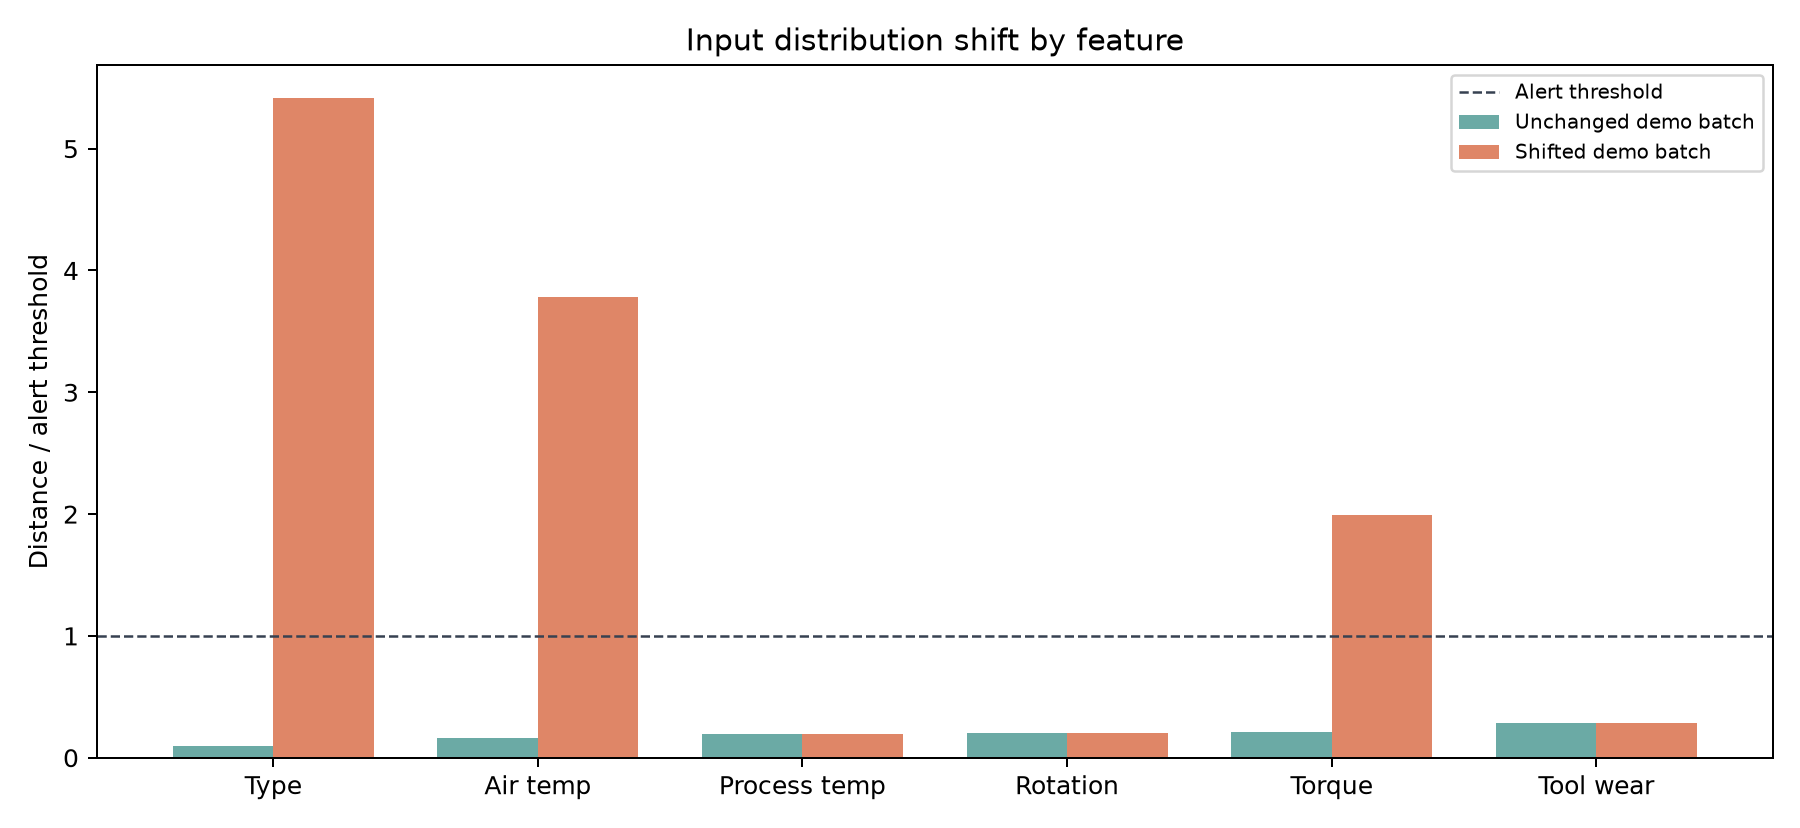 Input distribution shift by feature
Alert threshold
Unchanged demo batch
Shifted demo batch
Distance / alert threshold
5
4
3
2
1
0
Type
Air temp
Process temp
Rotation
Torque
Tool wear